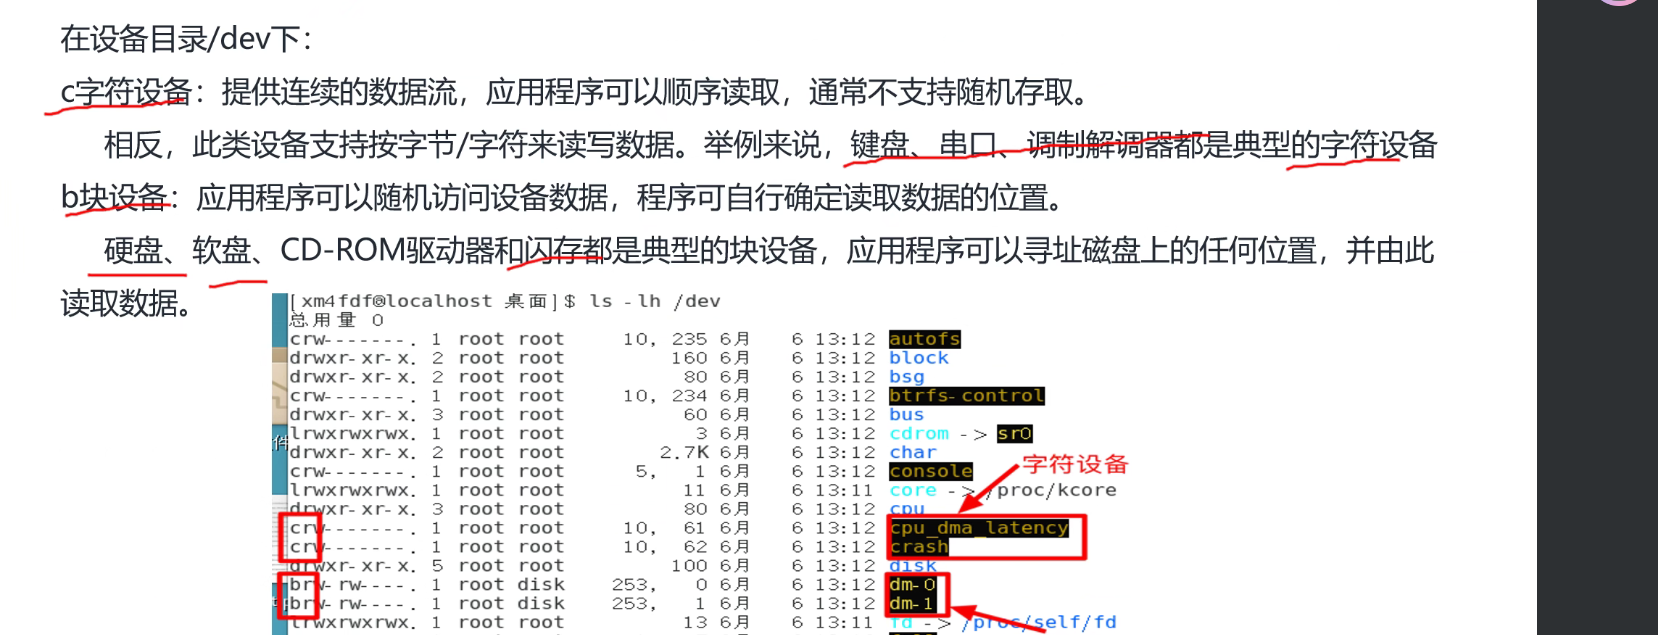 在设备目录/dev下：
c字符设备：提供连续的数据流，应用程序可以顺序读取，通常不支持随机存取。
相反，此类设备支持按字节/字符来读写数据。举例来说，键盘、串口、调制解调器都是典型的字符设备
b块设备：应用程序可以随机访问设备数据，程序可自行确定读取数据的位置。
硬盘、软盘、CD-ROM驱动器和闪存都是典型的块设备，应用程序可以寻址磁盘上的任何位置，并由此
读取数据。
[xm4fdf@localhost 桌面]$ ls -lh /dev
总用量 0
crw-------. 1 root root 10, 235 6月 6 13:12 autofs
drwxr-xr-x. 2 root root 160 6月 6 13:12 block
drwxr-xr-x. 2 root root 80 6月 6 13:12 bsg
crw-------. 1 root root 10, 234 6月 6 13:12 btrfs-control
drwxr-xr-x. 3 root root 60 6月 6 13:12 bus
lrwxrwxrwx. 1 root root 3 6月 6 13:12 cdrom -> sr0
drwxr-xr-x. 2 root root 2.7K 6月 6 13:12 char
crw-------. 1 root root 5, 1 6月 6 13:12 console
字符设备
lrwxrwxrwx. 1 root root 11 6月 6 13:11 core -> /proc/kcore
drwxr-xr-x. 3 root root 80 6月 6 13:12 cpu
crw-------. 1 root root 10, 61 6月 6 13:12 cpu_dma_latency
crw-------. 1 root root 10, 62 6月 6 13:12 crash
drwxr-xr-x. 5 root root 100 6月 6 13:12 disk
brw-rw----. 1 root disk 253, 0 6月 6 13:12 dm-0
brw-rw----. 1 root disk 253, 1 6月 6 13:12 dm-1
lrwxrwxrwx. 1 root root 13 6月 6 13:11 fd -> /proc/self/fd